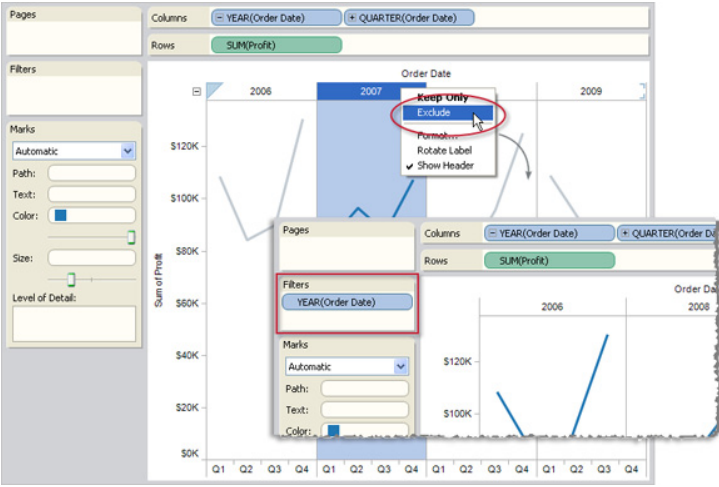 Pages
Columns
YEAR(Order Date)
QUARTER(Order Date)
Rows
SUM(Profit)
Filters
Marks
Automatic
Path:
Text:
Color:
Size:
Level of Detail:
Order Date
2006
2007
2009
Keep Only
Exclude
Format...
Rotate Label
Show Header
Sum of Profit
$120K
$100K
$80K
$60K
$40K
$20K
$0K
Q1 Q2 Q3 Q4 Q1 Q2 Q3 Q4 Q1 Q2 Q3 Q4 Q1 Q2 Q3 Q4
Pages
Columns
YEAR(Order Date)
QUARTER(Order Da
Rows
SUM(Profit)
Filters
YEAR(Order Date)
Marks
Automatic
Path:
Text:
Color:
Order Da
2006
2008
$120K
$100K